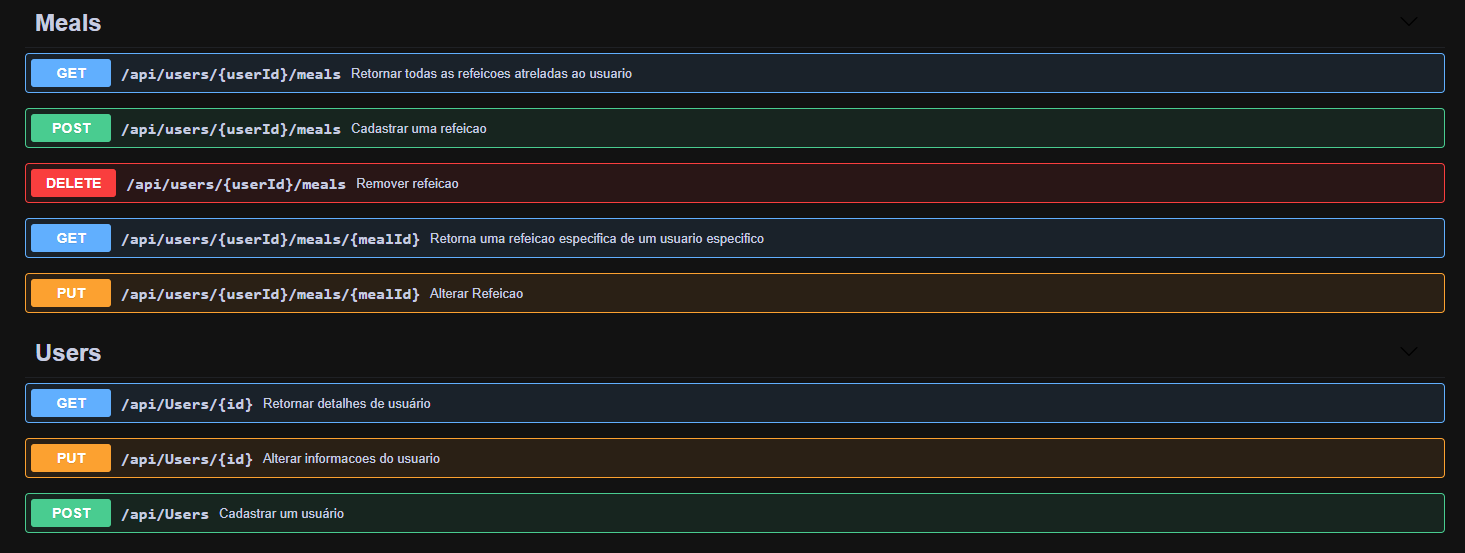 Meals
GET /api/users/{userId}/meals Retornar todas as refeicoes atreladas ao usuario
POST /api/users/{userId}/meals Cadastrar uma refeicao
DELETE /api/users/{userId}/meals Remover refeicao
GET /api/users/{userId}/meals/{mealId} Retorna uma refeicao especifica de um usuario especifico
PUT /api/users/{userId}/meals/{mealId} Alterar Refeicao
Users
GET /api/Users/{id} Retornar detalhes de usuário
PUT /api/Users/{id} Alterar informacoes do usuario
POST /api/Users Cadastrar um usuário